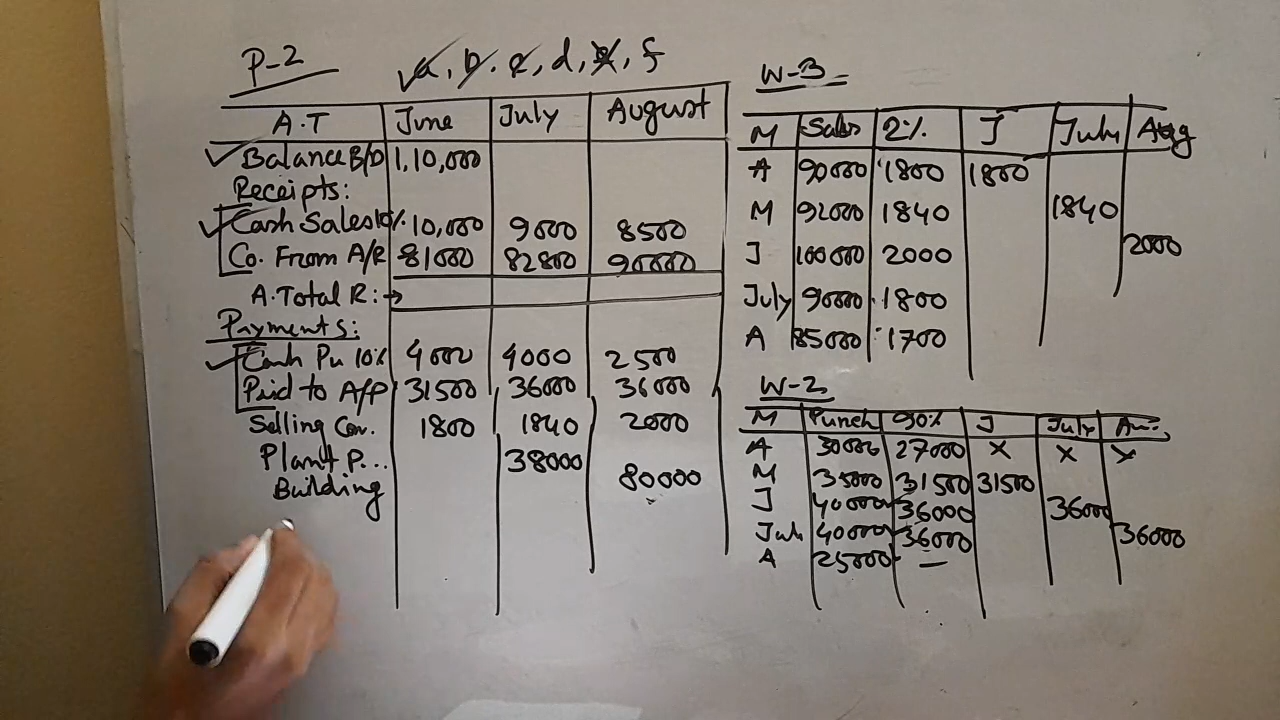 P-2
a, b, c, d, e, f
A.T June July August
Balance B/D 1,10,000
Receipts:
Cash Sales 10% 10,000 9000 8500
Co. From A/R 81000 82800 90000
A. Total R:→
Payments:
Cash Pu 10% 4000 4000 2500
Paid to A/P 31500 36000 36000
Selling Con. 1800 1840 2000
Plant P... 38000
Building 80000
W-3
M Sales 2% J July Aug
A 90000 1800 1800
M 92000 1840 1840
J 100000 2000 2000
July 90000 1800
A 85000 1700
W-2
M Purch 90% J July Au..
A 30000 27000 X X X
M 35000 31500 31500
J 40000 36000 36000
July 40000 36000 36000
A 25000 —